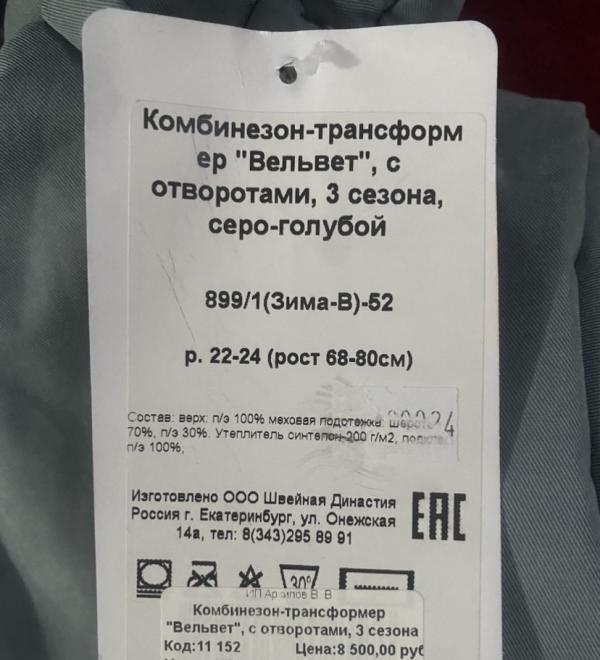 Комбинезон-трансформ
ер "Вельвет", с
отворотами, 3 сезона,
серо-голубой
899/1(Зима-В)-52
р. 22-24 (рост 68-80см)
Состав: верх: п/э 100% меховая подстежка:
70%, п/э 30%. Утеплитель синтепон-200 г/м2,
п/э 100%,
Изготовлено ООО Швейная Династия
Россия г. Екатеринбург, ул. Онежская
14а, тел: 8(343)295 89 91
EAC
30°
ИП Архипов В. В
Комбинезон-трансформер
"Вельвет", с отворотами, 3 сезона
Код:11 152 Цена:8 500,00 руб